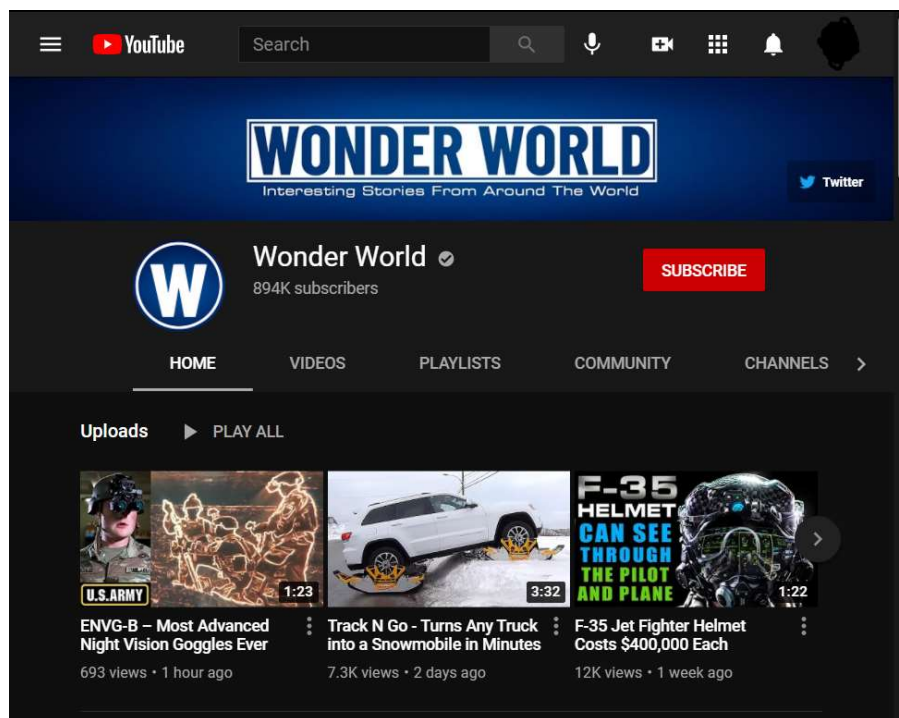 YouTube
Search
WONDER WORLD
Interesting Stories From Around The World
Twitter
W
Wonder World
894K subscribers
SUBSCRIBE
HOME VIDEOS PLAYLISTS COMMUNITY CHANNELS
Uploads PLAY ALL
U.S.ARMY
1:23
3:32
F-35
HELMET
CAN SEE
THROUGH
THE PILOT
AND PLANE
1:22
ENVG-B – Most Advanced
Night Vision Goggles Ever
693 views • 1 hour ago
Track N Go - Turns Any Truck
into a Snowmobile in Minutes
7.3K views • 2 days ago
F-35 Jet Fighter Helmet
Costs $400,000 Each
12K views • 1 week ago